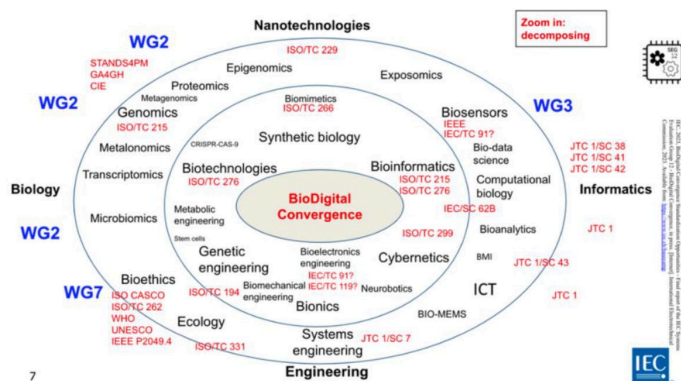 Nanotechnologies
Zoom in:
decomposing
SEG
12
WG2
STANDS4PM
GA4GH
CIE
ISO/TC 229
Epigenomics
Exposomics
Proteomics
Metagenomics
WG2
Genomics
ISO/TC 215
Biomimetics
ISO/TC 266
Biosensors
IEEE
IEC/TC 91?
WG3
Metalonomics
CRISPR-CAS-9
Synthetic biology
Bio-data
science
JTC 1/SC 38
JTC 1/SC 41
JTC 1/SC 42
Transcriptomics
Biotechnologies
ISO/TC 276
Bioinformatics
ISO/TC 215
ISO/TC 276
Computational
biology
Biology
BioDigital
Convergence
Informatics
Microbiomics
Metabolic
engineering
IEC/SC 62B
Bioanalytics
JTC 1
WG2
Stem cells
ISO/TC 299
Genetic
engineering
Bioelectronics
engineering
IEC/TC 91?
IEC/TC 119?
Cybernetics
BMI
JTC 1/SC 43
WG7
Bioethics
ISO CASCO
ISO/TC 262
WHO
UNESCO
IEEE P2049.4
ISO/TC 194
Biomechanical
engineering
Neurobotics
ICT
JTC 1
Bionics
BIO-MEMS
Ecology
ISO/TC 331
Systems
engineering
JTC 1/SC 7
Engineering
7
IEC